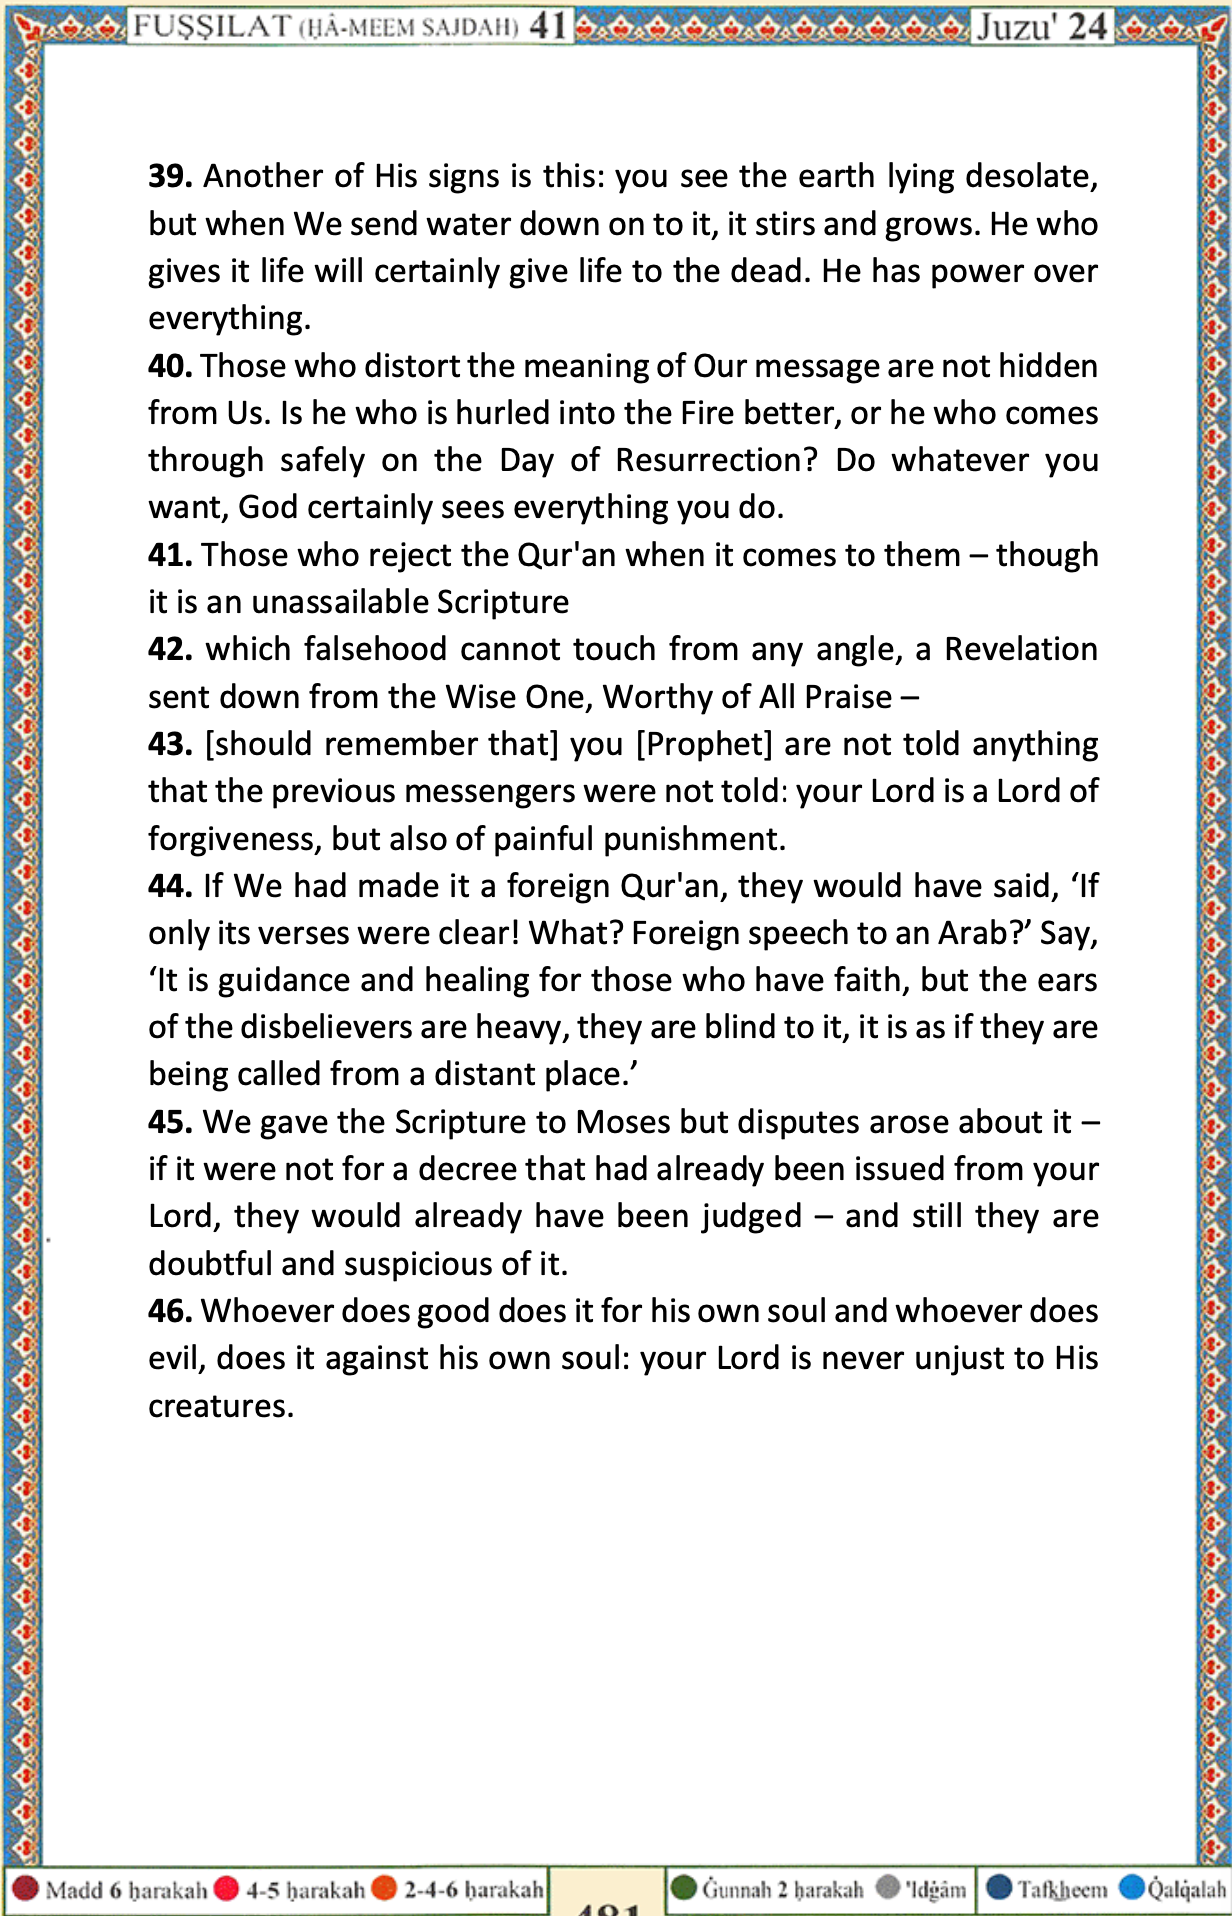 FUṢṢILAT (ḤÂ-MEEM SAJDAH) 41 Juzu' 24
39. Another of His signs is this: you see the earth lying desolate,
but when We send water down on to it, it stirs and grows. He who
gives it life will certainly give life to the dead. He has power over
everything.
40. Those who distort the meaning of Our message are not hidden
from Us. Is he who is hurled into the Fire better, or he who comes
through safely on the Day of Resurrection? Do whatever you
want, God certainly sees everything you do.
41. Those who reject the Qur'an when it comes to them – though
it is an unassailable Scripture
42. which falsehood cannot touch from any angle, a Revelation
sent down from the Wise One, Worthy of All Praise –
43. [should remember that] you [Prophet] are not told anything
that the previous messengers were not told: your Lord is a Lord of
forgiveness, but also of painful punishment.
44. If We had made it a foreign Qur'an, they would have said, ‘If
only its verses were clear! What? Foreign speech to an Arab?’ Say,
‘It is guidance and healing for those who have faith, but the ears
of the disbelievers are heavy, they are blind to it, it is as if they are
being called from a distant place.’
45. We gave the Scripture to Moses but disputes arose about it –
if it were not for a decree that had already been issued from your
Lord, they would already have been judged – and still they are
doubtful and suspicious of it.
46. Whoever does good does it for his own soul and whoever does
evil, does it against his own soul: your Lord is never unjust to His
creatures.
Madd 6 ḥarakah 4-5 ḥarakah 2-4-6 ḥarakah 481 Ġunnah 2 ḥarakah 'Idġâm Tafkheem Q̇alq̇alah